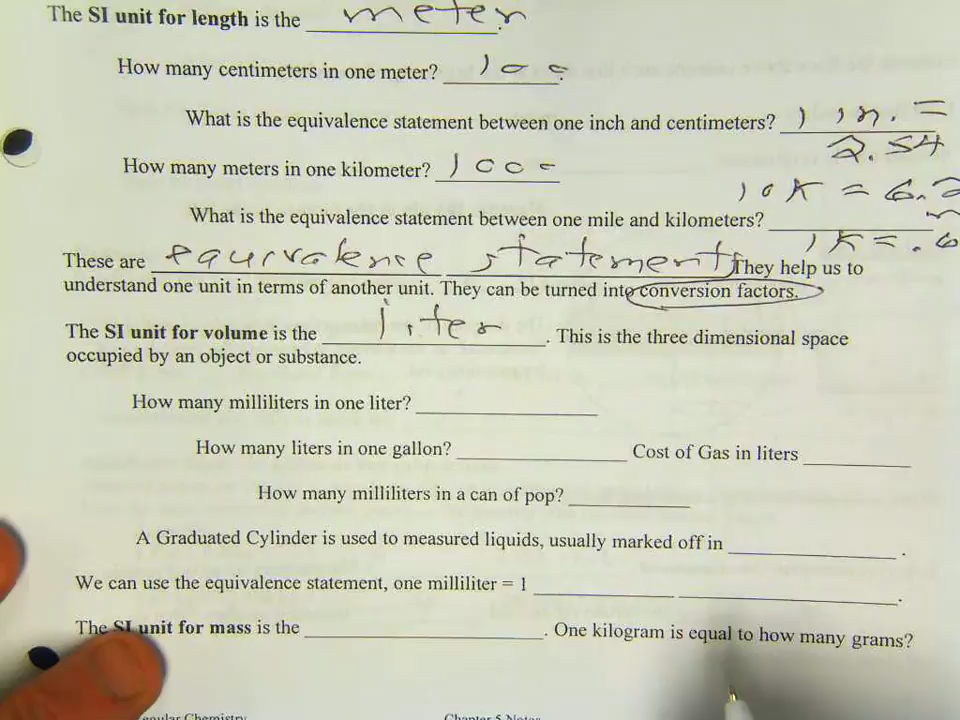 The SI unit for length is the meter.
How many centimeters in one meter? 100.
What is the equivalence statement between one inch and centimeters? 1 in. =
2.54
How many meters in one kilometer? 1000
10K = 6.2
What is the equivalence statement between one mile and kilometers?
1K = .6
These are equivalence statements They help us to
understand one unit in terms of another unit. They can be turned into conversion factors.
The SI unit for volume is the liter. This is the three dimensional space
occupied by an object or substance.
How many milliliters in one liter?
How many liters in one gallon? Cost of Gas in liters
How many milliliters in a can of pop?
A Graduated Cylinder is used to measured liquids, usually marked off in .
We can use the equivalence statement, one milliliter = 1 .
The SI unit for mass is the . One kilogram is equal to how many grams?
Chemistry Chapter 5 Notes